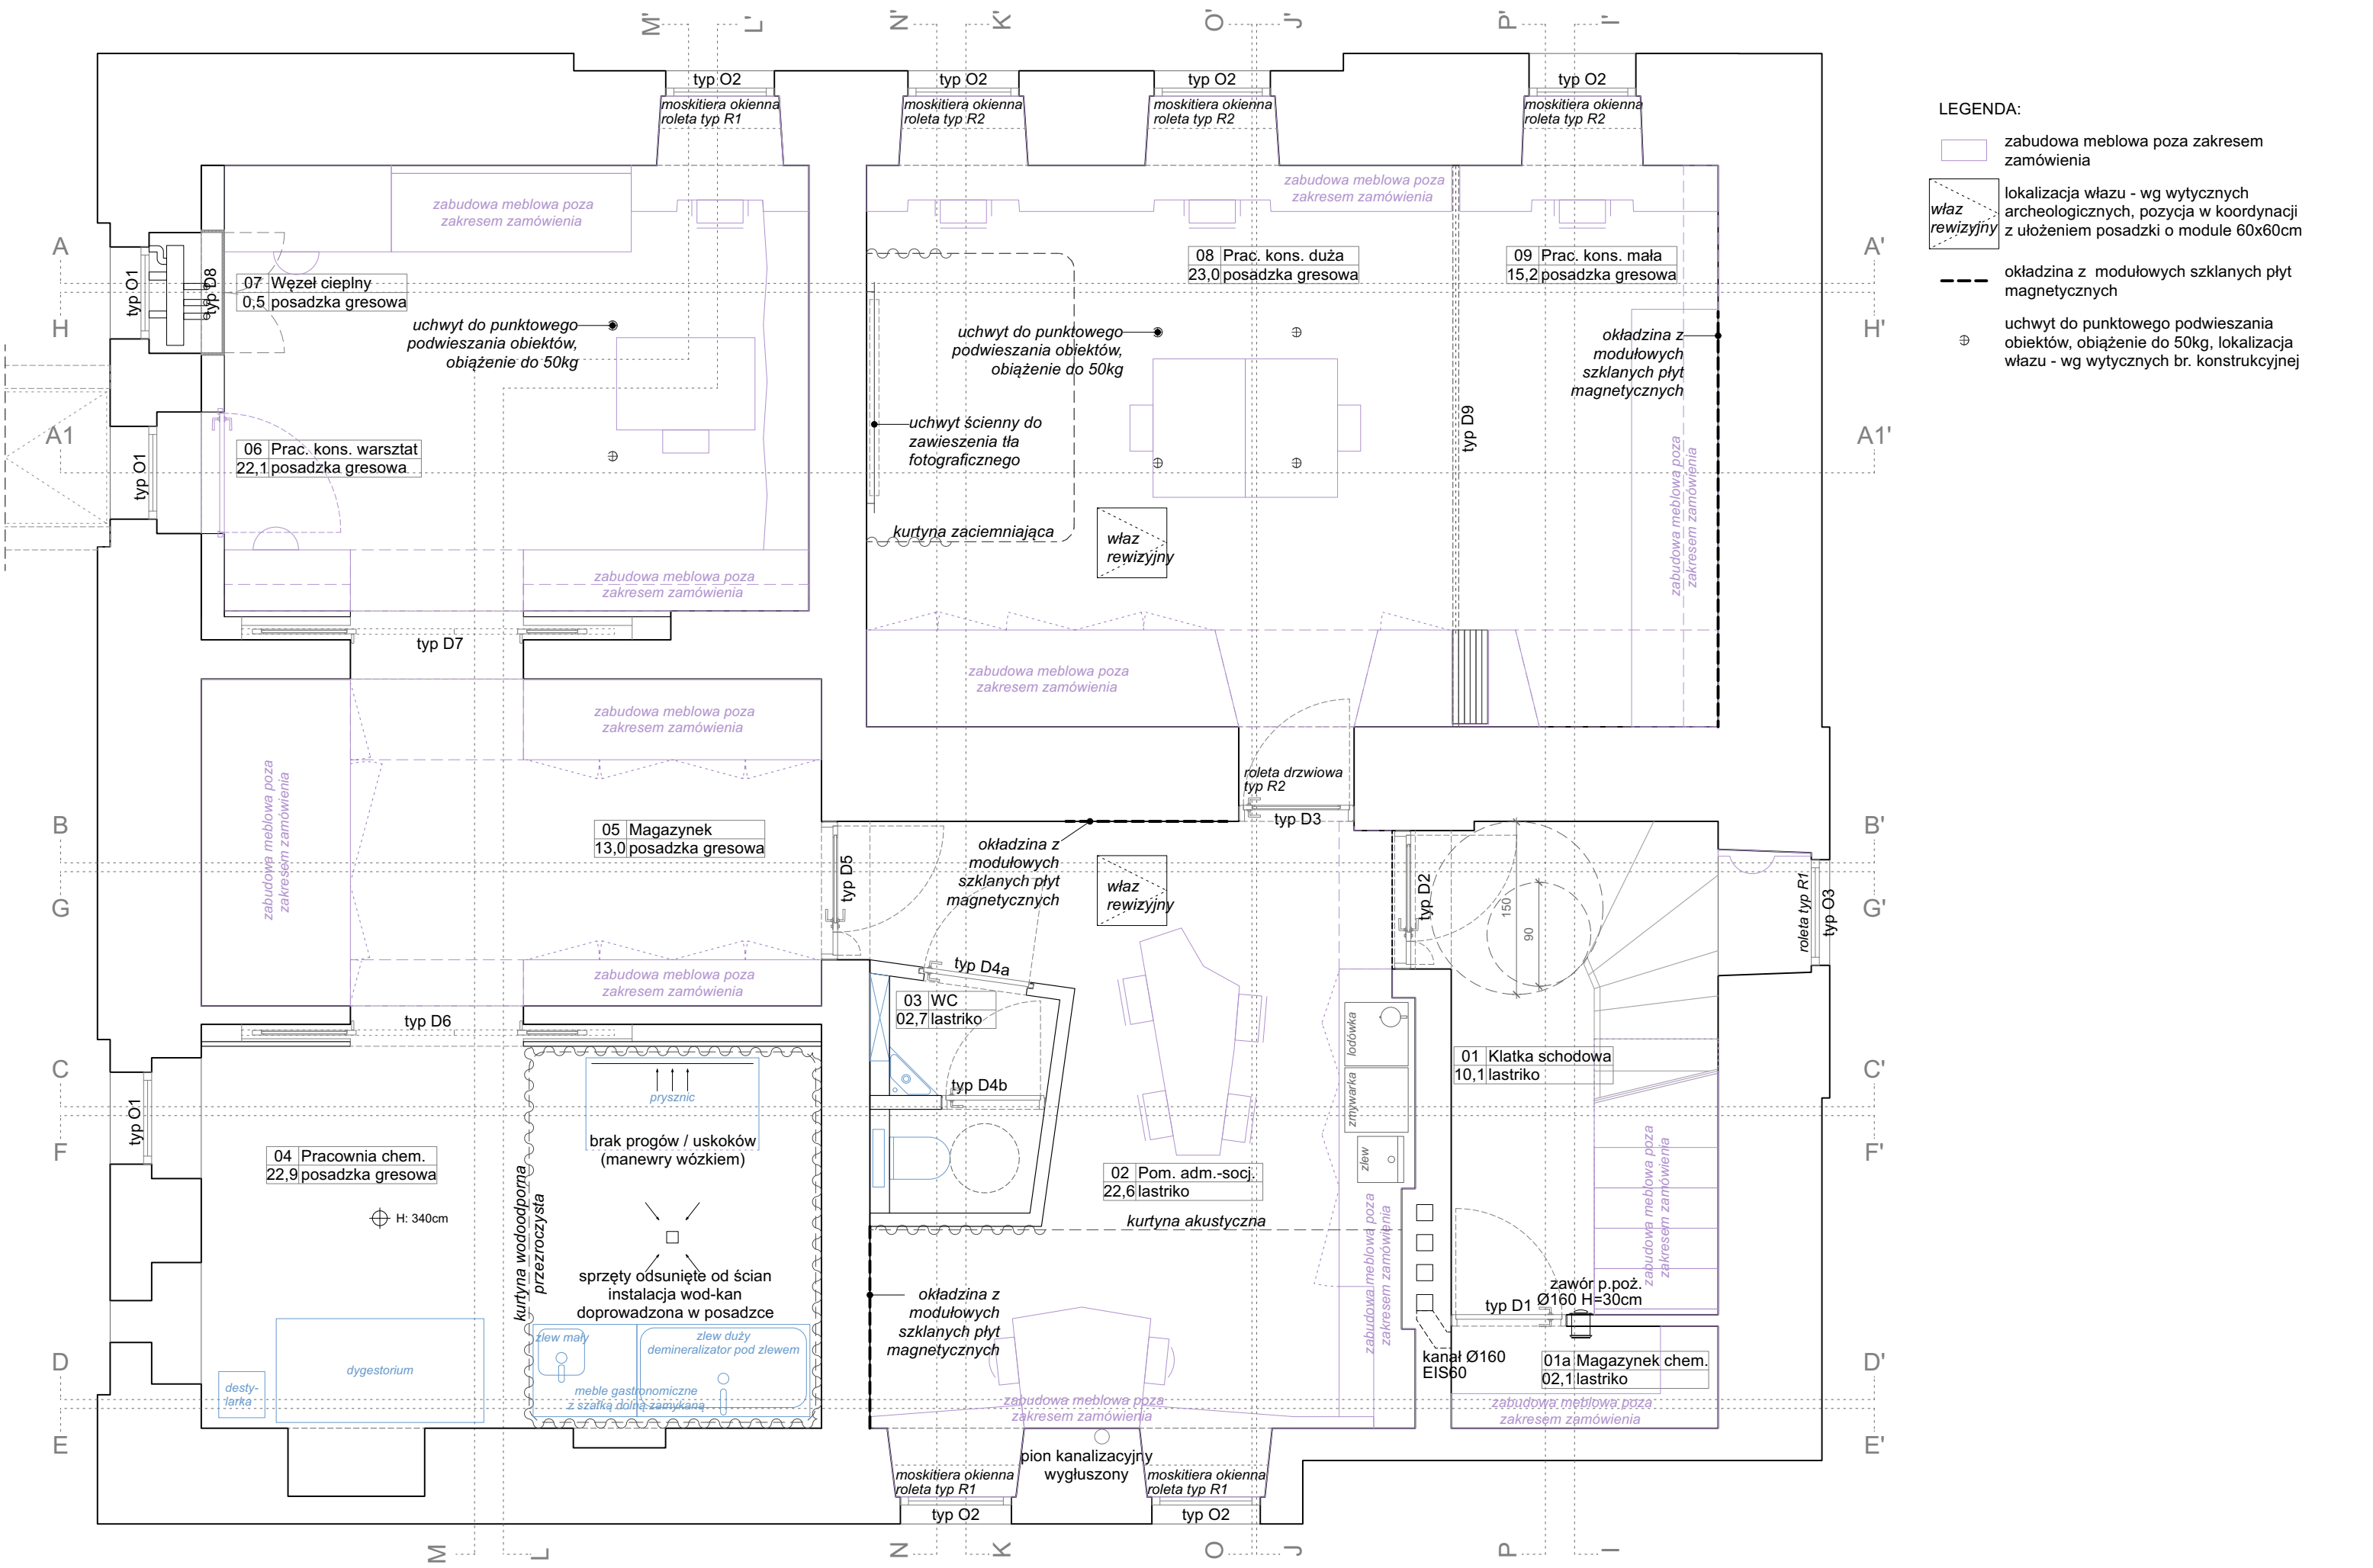 M'
L'
N'
K'
O'
J'
P'
I'
typ O2
moskitiera okienna
roleta typ R1
typ O2
moskitiera okienna
roleta typ R2
typ O2
moskitiera okienna
roleta typ R2
typ O2
moskitiera okienna
roleta typ R2
LEGENDA:
zabudowa meblowa poza zakresem
zamówienia
właz
rewizyjny
lokalizacja włazu - wg wytycznych
archeologicznych, pozycja w koordynacji
z ułożeniem posadzki o module 60x60cm
okładzina z modułowych szklanych płyt
magnetycznych
uchwyt do punktowego podwieszania
obiektów, obiążenie do 50kg, lokalizacja
włazu - wg wytycznych br. konstrukcyjnej
A
H
A1
A'
H'
A1'
typ O1
typ D8
07 Węzeł cieplny
0,5 posadzka gresowa
zabudowa meblowa poza
zakresem zamówienia
uchwyt do punktowego
podwieszania obiektów,
obiążenie do 50kg
typ O1
06 Prac. kons. warsztat
22,1 posadzka gresowa
zabudowa meblowa poza
zakresem zamówienia
typ D7
zabudowa meblowa poza
zakresem zamówienia
08 Prac. kons. duża
23,0 posadzka gresowa
09 Prac. kons. mała
15,2 posadzka gresowa
uchwyt do punktowego
podwieszania obiektów,
obiążenie do 50kg
uchwyt ścienny do
zawieszenia tła
fotograficznego
kurtyna zaciemniająca
właz
rewizyjny
typ D9
okładzina z
modułowych
szklanych płyt
magnetycznych
zabudowa meblowa poza
zakresem zamówienia
zabudowa meblowa poza
zakresem zamówienia
roleta drzwiowa
typ R2
typ D3
B
G
B'
G'
zabudowa meblowa poza
zakresem zamówienia
zabudowa meblowa poza
zakresem zamówienia
05 Magazynek
13,0 posadzka gresowa
zabudowa meblowa poza
zakresem zamówienia
typ D5
okładzina z
modułowych
szklanych płyt
magnetycznych
właz
rewizyjny
typ D2
150
90
roleta typ R1
typ O3
typ D6
typ D4a
03 WC
02,7 lastriko
typ D4b
lodówka
zmywarka
zlew
01 Klatka schodowa
10,1 lastriko
C
F
C'
F'
typ O1
04 Pracownia chem.
22,9 posadzka gresowa
H: 340cm
prysznic
brak progów / uskoków
(manewry wózkiem)
kurtyna wodoodporna
przezroczysta
sprzęty odsunięte od ścian
instalacja wod-kan
doprowadzona w posadzce
02 Pom. adm.-socj.
22,6 lastriko
kurtyna akustyczna
okładzina z
modułowych
szklanych płyt
magnetycznych
zabudowa meblowa poza
zakresem zamówienia
zabudowa meblowa poza
zakresem zamówienia
zawór p.poż.
Ø160 H=30cm
typ D1
kanał Ø160
EIS60
01a Magazynek chem.
02,1 lastriko
zabudowa meblowa poza
zakresem zamówienia
D
E
D'
E'
desty-
larka
dygestorium
zlew mały
zlew duży
demineralizator pod zlewem
meble gastronomiczne
z szafką dolną zamykaną
zabudowa meblowa poza
zakresem zamówienia
pion kanalizacyjny
wygłuszony
moskitiera okienna
roleta typ R1
typ O2
moskitiera okienna
roleta typ R1
typ O2
M
L
N
K
O
J
P
I